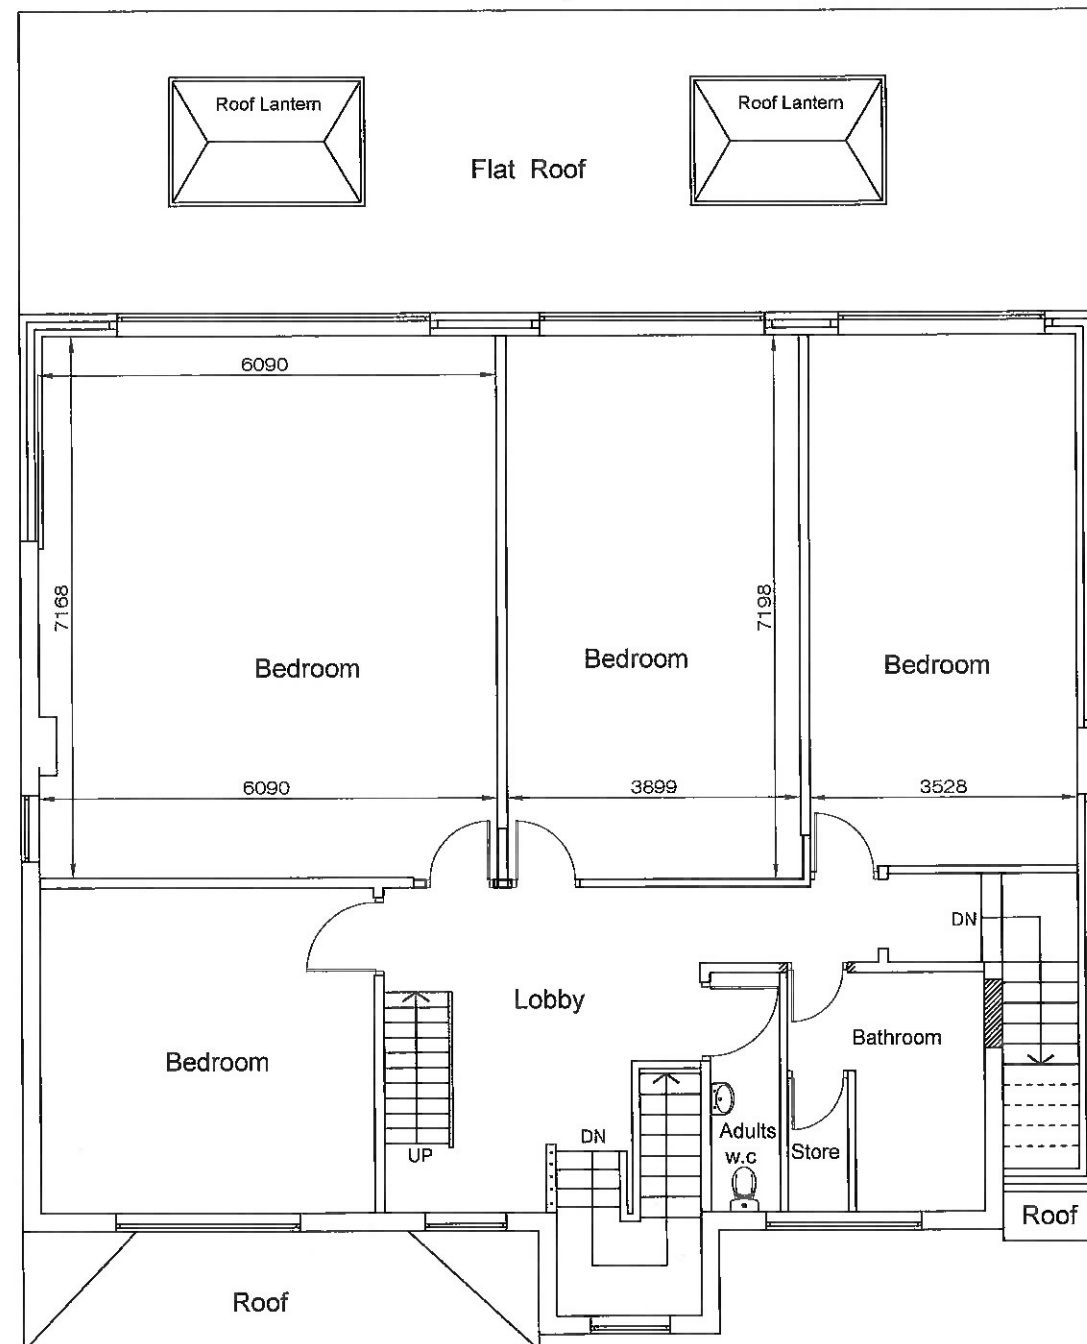 Roof Lantern
Roof Lantern
Flat Roof
6090
7168
7198
Bedroom
Bedroom
Bedroom
6090
3899
3528
DN
Lobby
Bathroom
Bedroom
UP
DN
Adults
w.c
Store
Roof
Roof